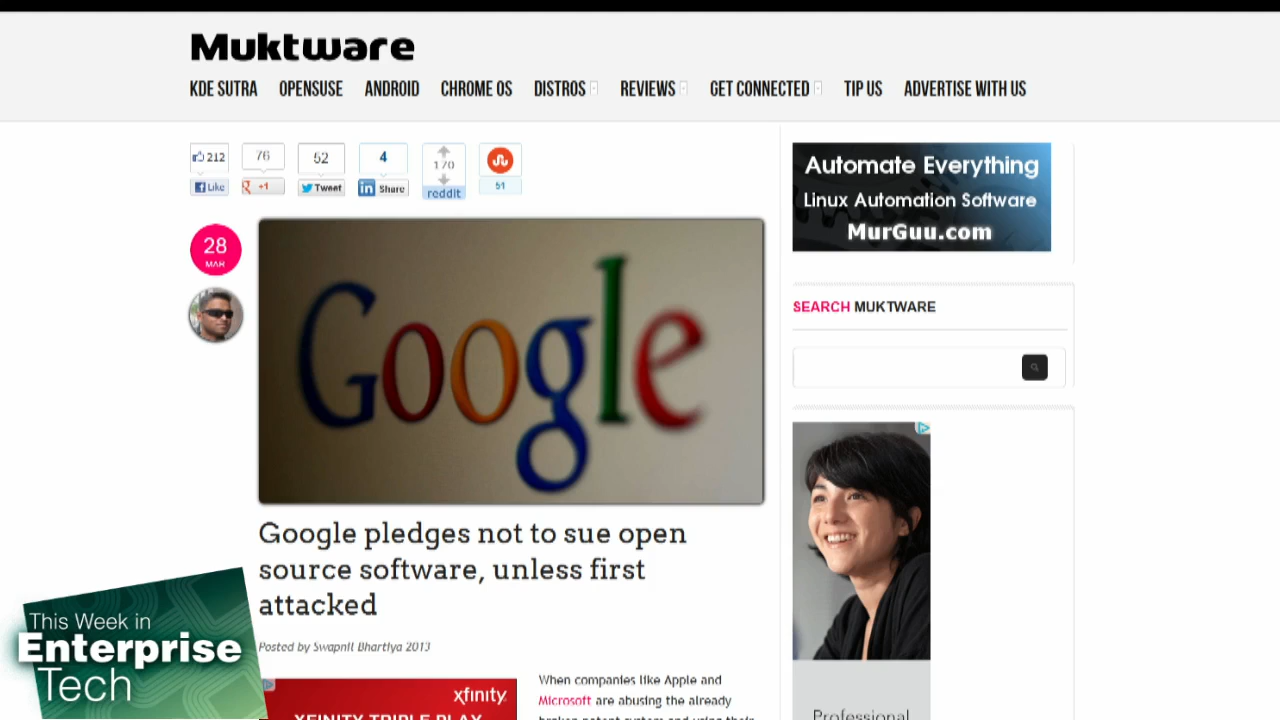 Muktware
KDE SUTRA OPENSUSE ANDROID CHROME OS DISTROS REVIEWS GET CONNECTED TIP US ADVERTISE WITH US
212 76 52 4 170 51
Like +1 Tweet in Share reddit
Automate Everything
Linux Automation Software
MurGuu.com
28
MAR
Google
SEARCH MUKTWARE
Google pledges not to sue open
source software, unless first
attacked
Posted by Swapnil Bhartiya 2013
This Week in
Enterprise
Tech
xfinity
XFINITY TRIPLE PLAY
When companies like Apple and
Microsoft are abusing the already
broken patent system and using their
Professional